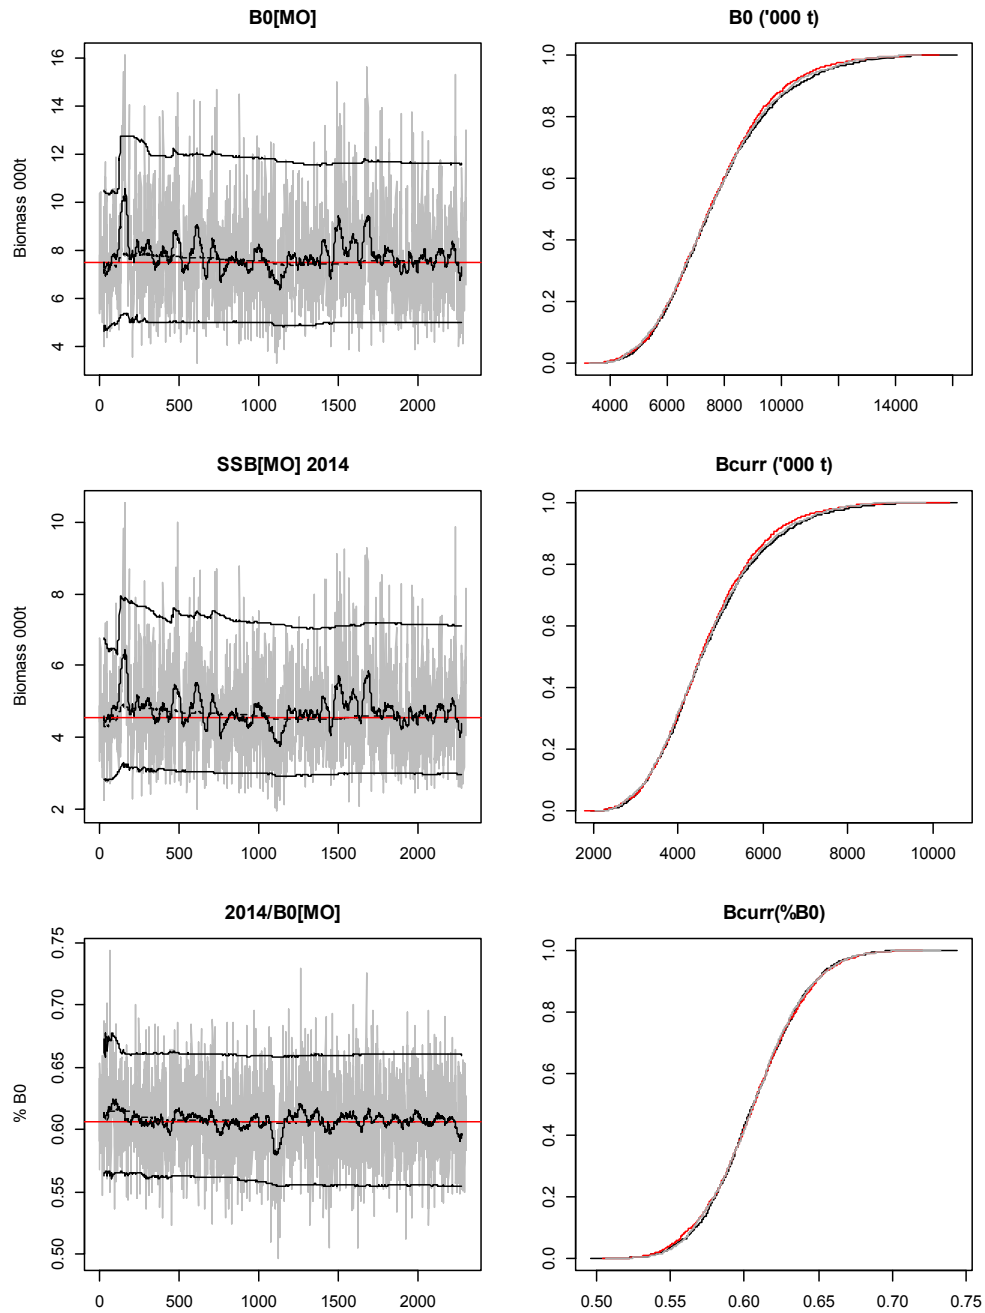 B0[MO]
Biomass 000t
16
14
12
10
8
6
4
0 500 1000 1500 2000
B0 ('000 t)
1.0
0.8
0.6
0.4
0.2
0.0
4000 6000 8000 10000 14000
SSB[MO] 2014
Biomass 000t
10
8
6
4
2
0 500 1000 1500 2000
Bcurr ('000 t)
1.0
0.8
0.6
0.4
0.2
0.0
2000 4000 6000 8000 10000
2014/B0[MO]
% B0
0.75
0.70
0.65
0.60
0.55
0.50
0 500 1000 1500 2000
Bcurr(%B0)
1.0
0.8
0.6
0.4
0.2
0.0
0.50 0.55 0.60 0.65 0.70 0.75